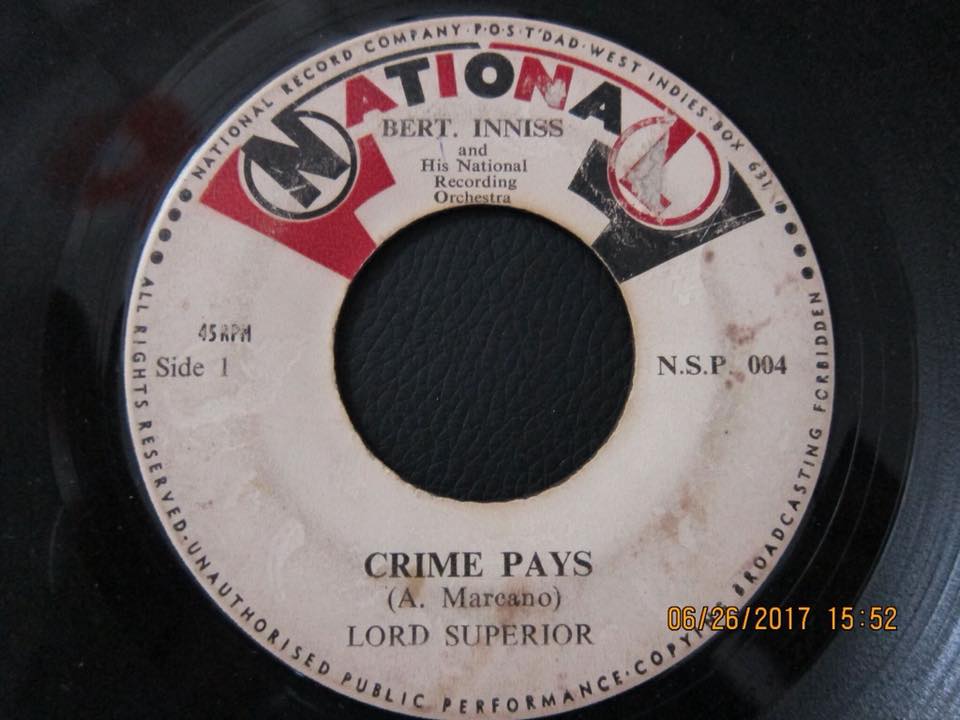 NATIONAL RECORD COMPANY·P·O·S·T'DAD·WEST INDIES·BOX 631
NATIONAL
BERT. INNISS
and
His National
Recording
Orchestra
45 RPM
Side 1
N.S.P. 004
CRIME PAYS
(A. Marcano)
LORD SUPERIOR
ALL RIGHTS RESERVED·UNAUTHORISED PUBLIC PERFORMANCE·COPYING BROADCASTING FORBIDDEN
06/26/2017 15:52